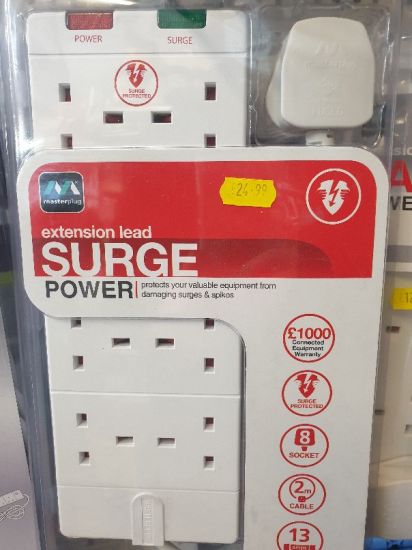 POWER
SURGE
SURGE
PROTECTED
masterplug
£24.99
masterplug
extension lead
SURGE
POWER
protects your valuable equipment from
damaging surges & spikes
£1000
Connected
Equipment
Warranty
SURGE
PROTECTED
8
SOCKET
2m
CABLE
13